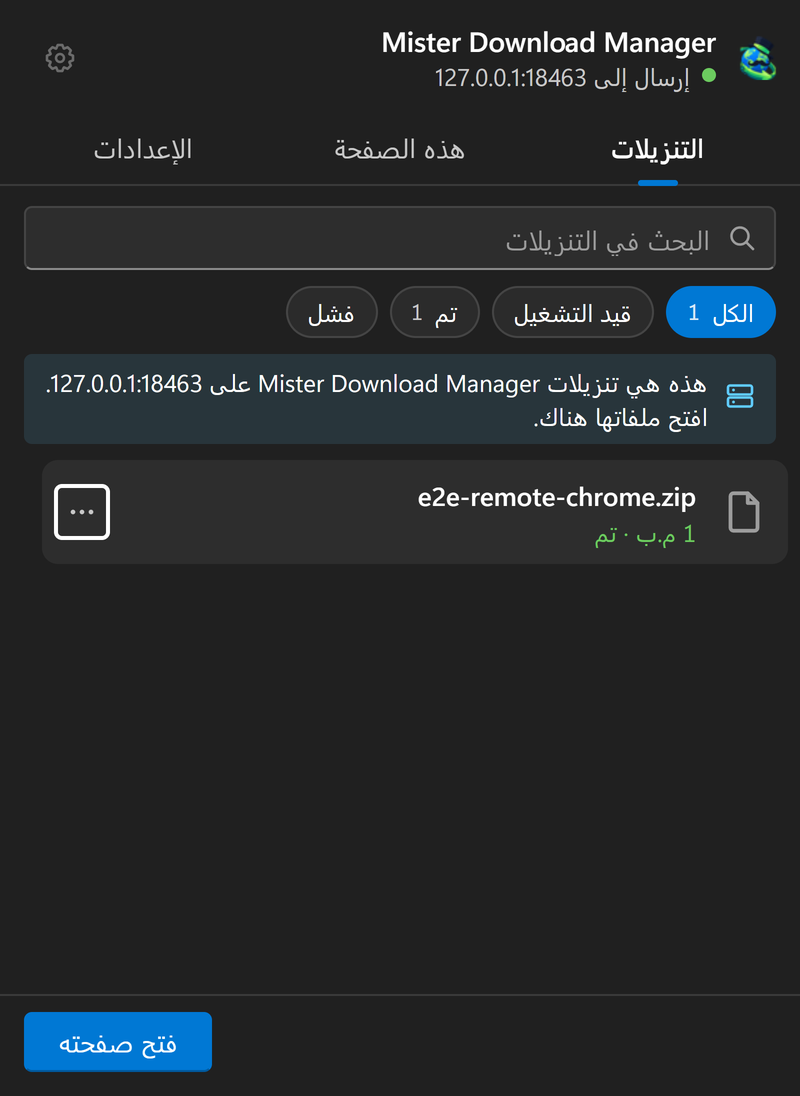 Mister Download Manager
إرسال إلى 127.0.0.1:18463
التنزيلات
هذه الصفحة
الإعدادات
البحث في التنزيلات
الكل 1
قيد التشغيل
تم 1
فشل
هذه هي تنزيلات Mister Download Manager على 127.0.0.1:18463.
افتح ملفاتها هناك.
e2e-remote-chrome.zip
1 م.ب · تم
فتح صفحته